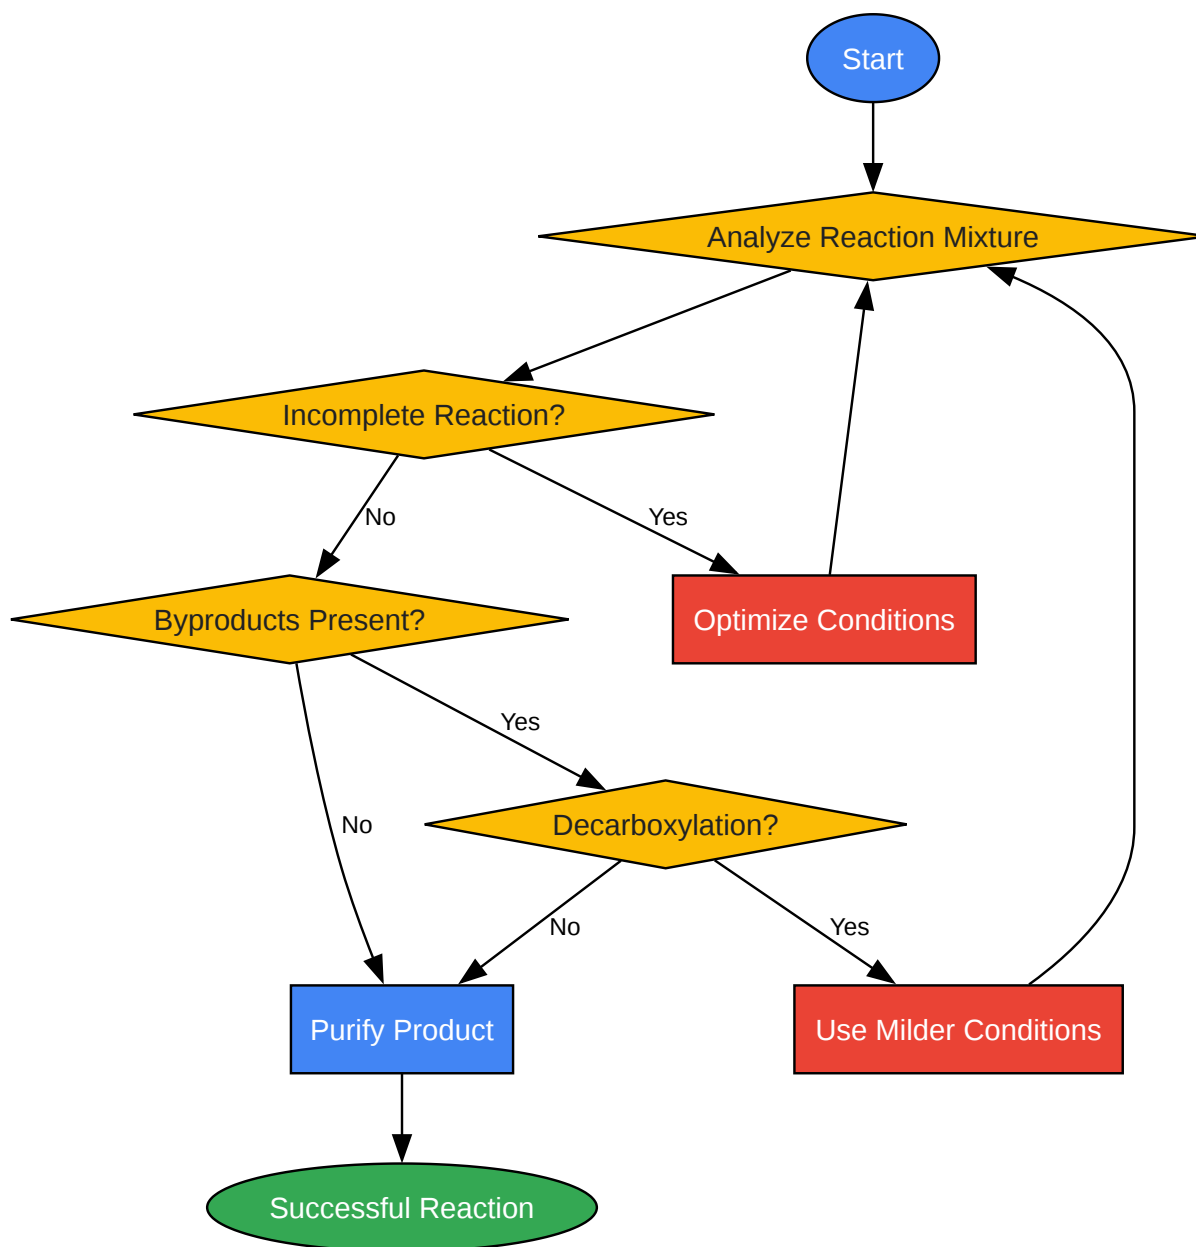 Start
Analyze Reaction Mixture
Incomplete Reaction?
No
Yes
Byproducts Present?
Optimize Conditions
Yes
No
Decarboxylation?
No
Yes
Purify Product
Use Milder Conditions
Successful Reaction